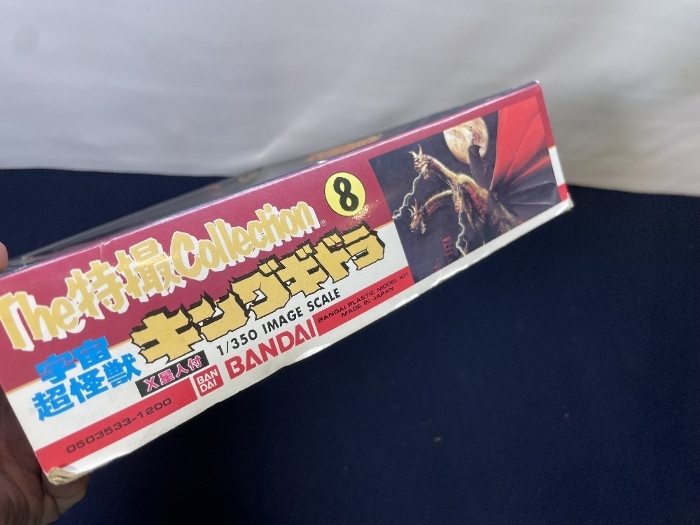 The特撮Collection 8
宇宙
超怪獣
キングギドラ
X星人付
1/350 IMAGE SCALE
BAN
DAI
BANDAI
BANDAI PLASTIC MODEL KIT
MADE IN JAPAN
0503533-1200